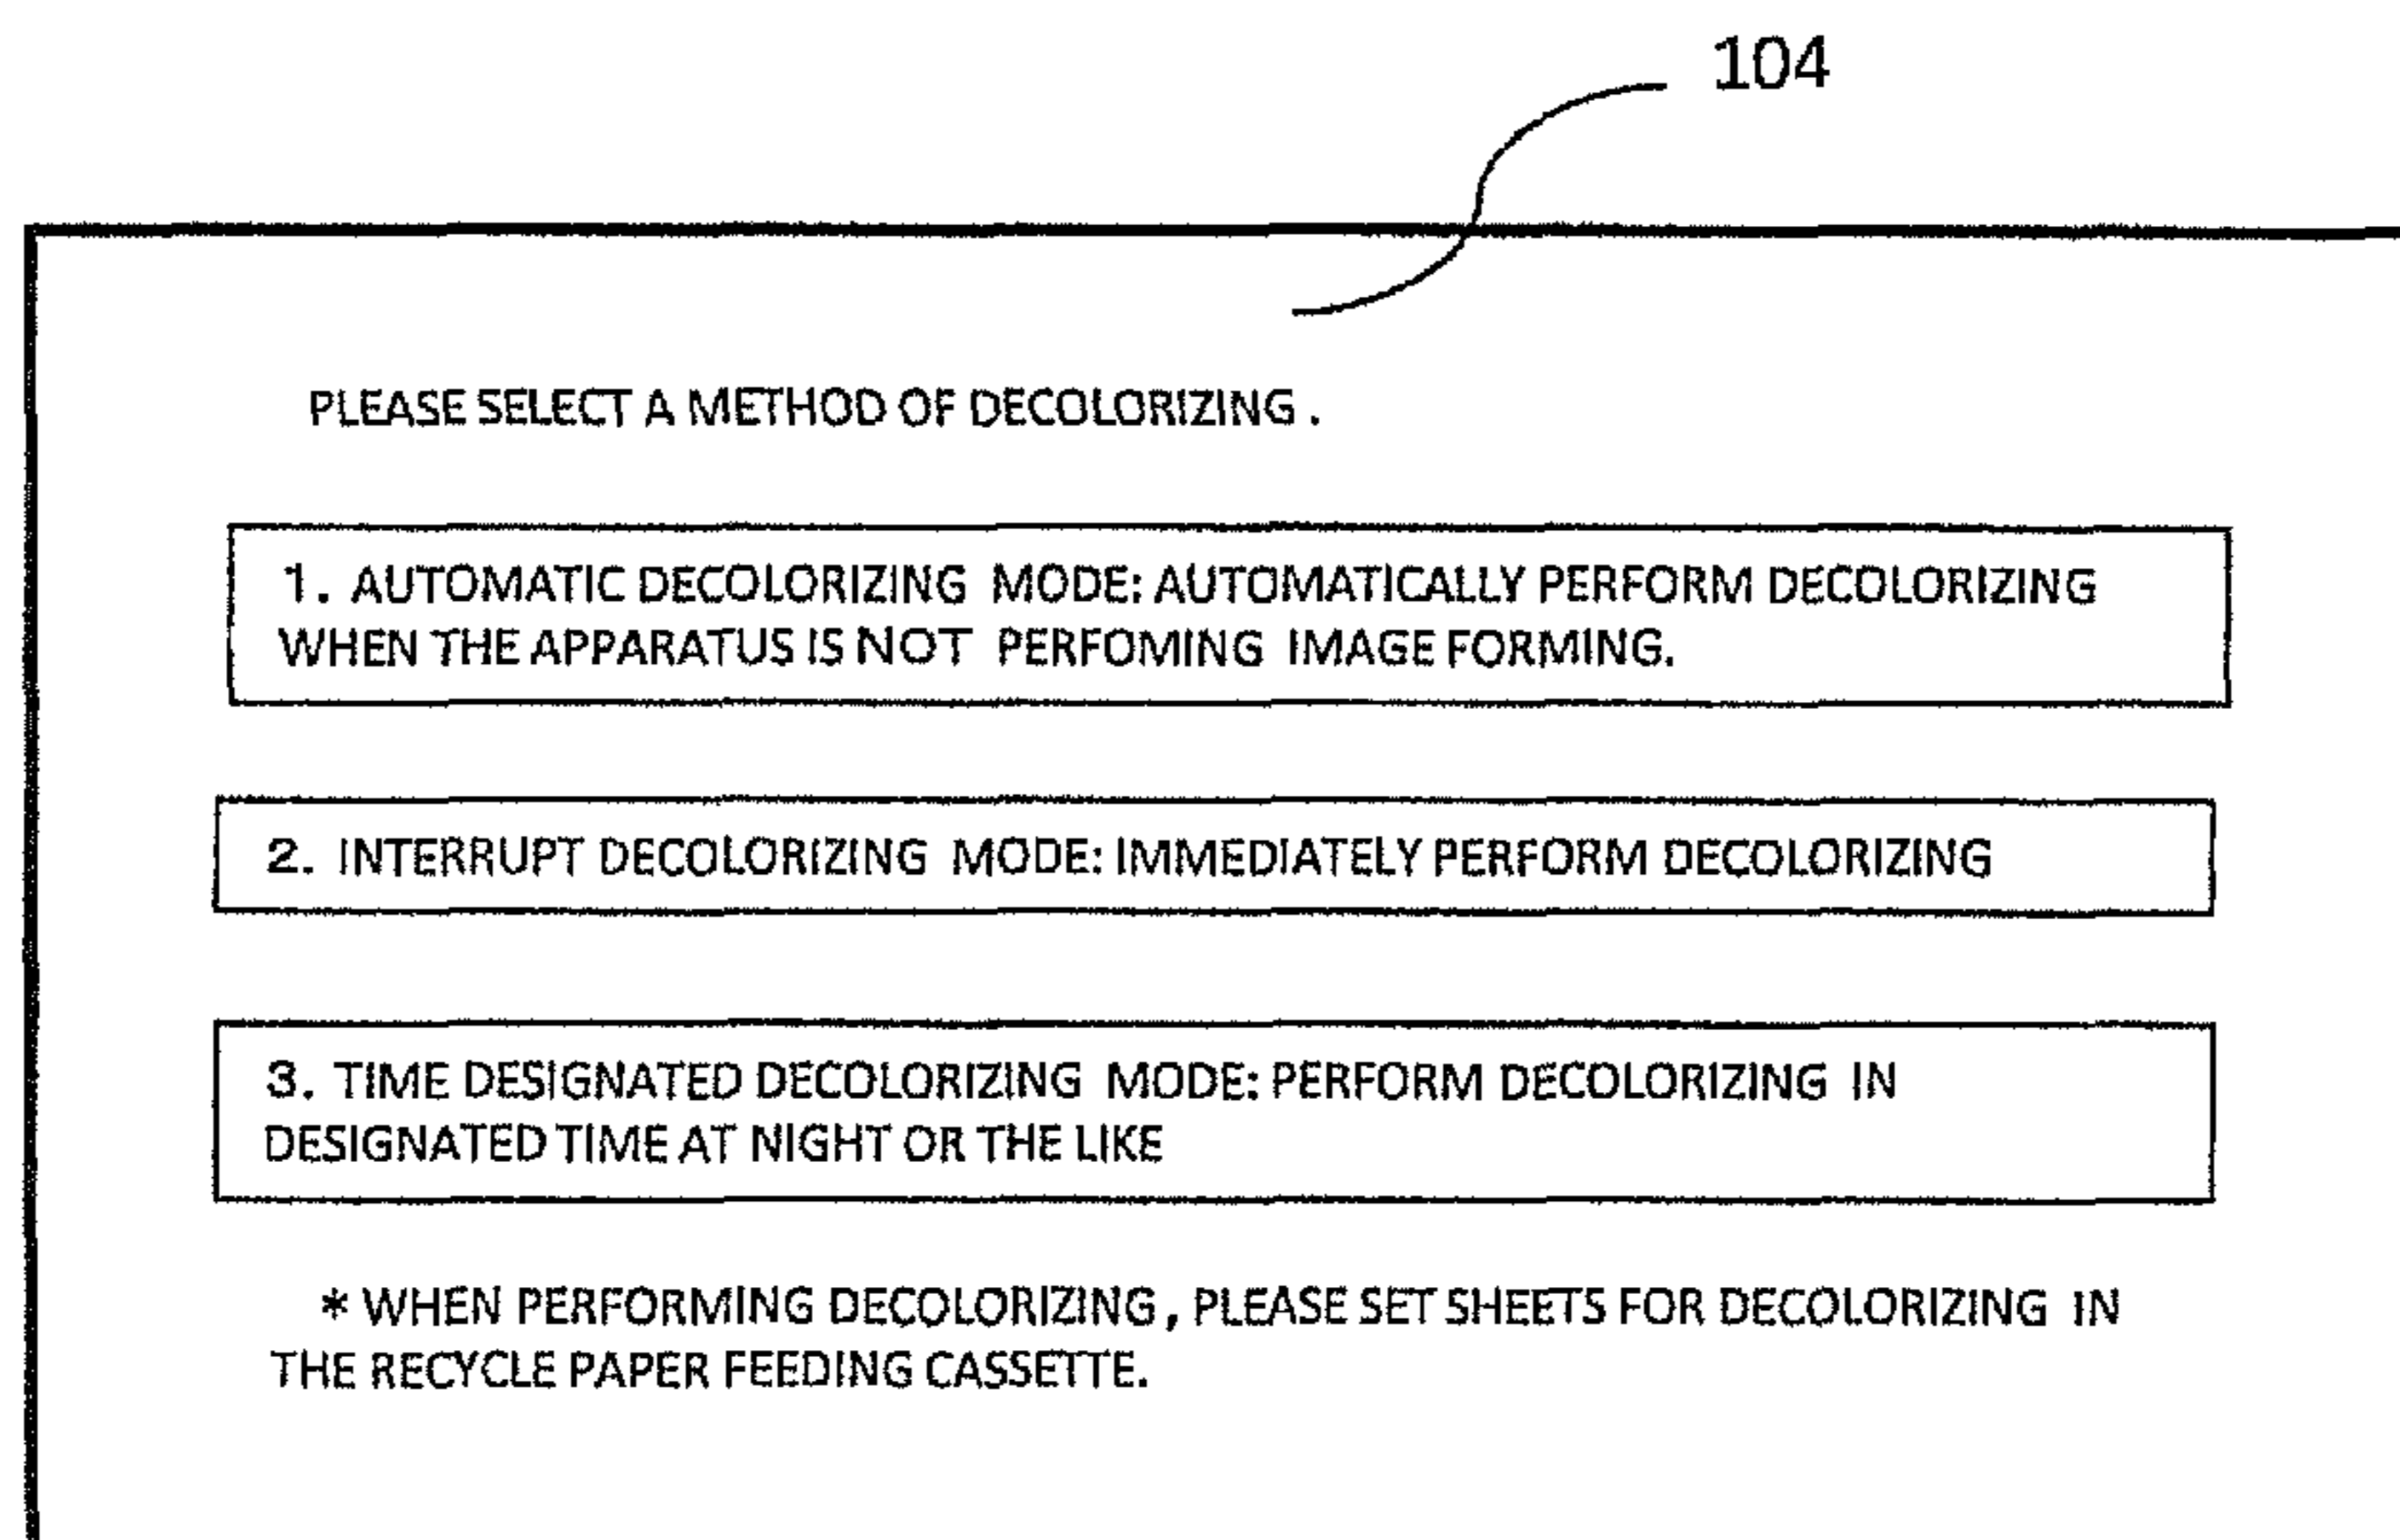 104
PLEASE SELECT A METHOD OF DECOLORIZING .
1. AUTOMATIC DECOLORIZING MODE: AUTOMATICALLY PERFORM DECOLORIZING
WHEN THE APPARATUS IS NOT PERFOMING IMAGE FORMING.
2. INTERRUPT DECOLORIZING MODE: IMMEDIATELY PERFORM DECOLORIZING
3. TIME DESIGNATED DECOLORIZING MODE: PERFORM DECOLORIZING IN
DESIGNATED TIME AT NIGHT OR THE LIKE
* WHEN PERFORMING DECOLORIZING , PLEASE SET SHEETS FOR DECOLORIZING IN
THE RECYCLE PAPER FEEDING CASSETTE.